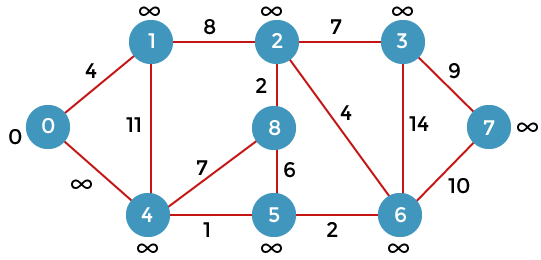 ∞ ∞ ∞
8 7
1 2 3
4 2 9
0 0 11 8 4 14 7 ∞
∞ 7 6 10
4 5 6
1 2
∞ ∞ ∞